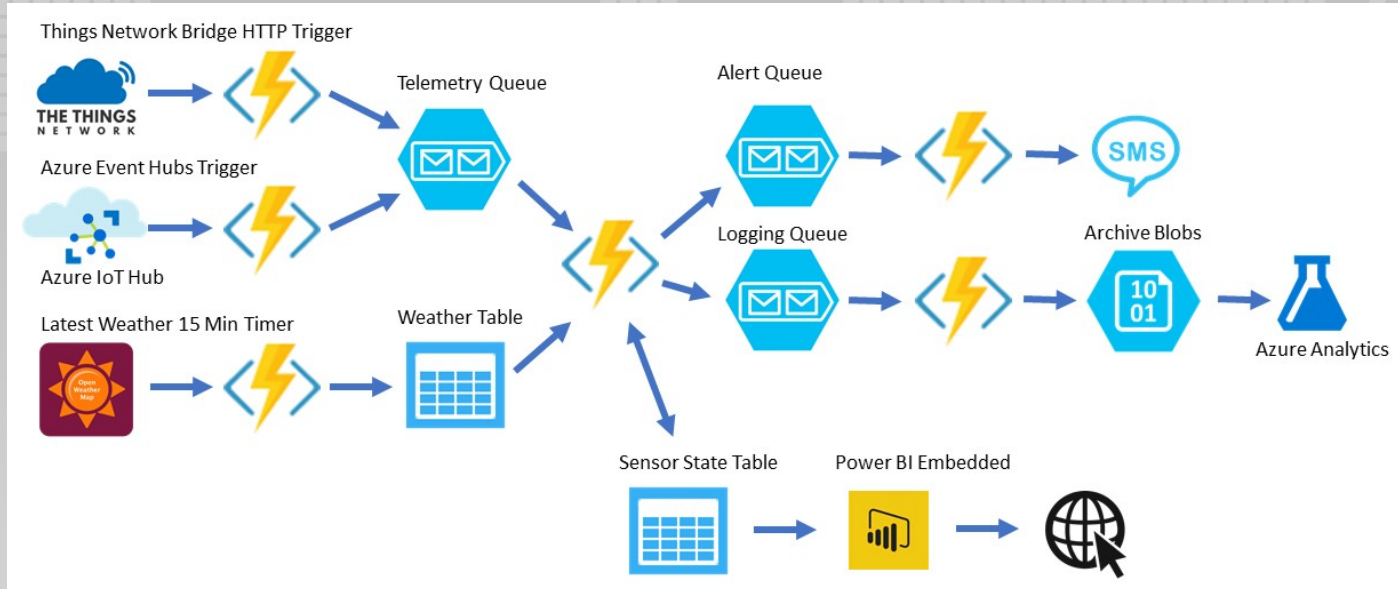 Things Network Bridge HTTP Trigger
THE THINGS
NETWORK
Telemetry Queue
Alert Queue
SMS
Azure Event Hubs Trigger
Azure IoT Hub
Logging Queue
Archive Blobs
10
01
Azure Analytics
Latest Weather 15 Min Timer
Open
Weather
Map
Weather Table
Sensor State Table
Power BI Embedded